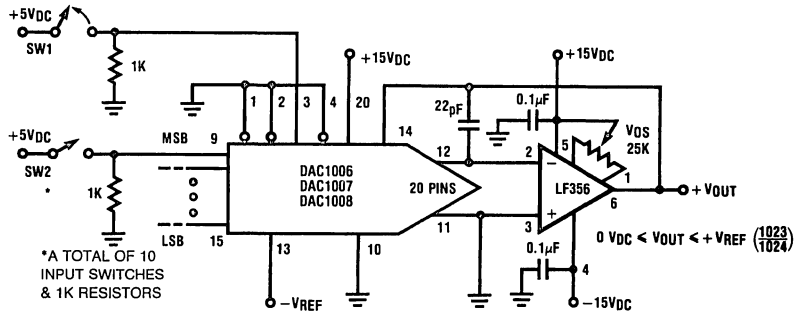 +5VDC
SW1
1K
+15VDC
+15VDC
1
2
3
4
20
22pF
0.1µF
VOS
25K
+5VDC
SW2
*
1K
MSB
9
14
12
2
5
1
DAC1006
DAC1007
DAC1008
20 PINS
−
+
LF356
6
+VOUT
LSB
15
13
10
11
3
4
0.1µF
0 VDC ≤ VOUT ≤ +VREF (1023/1024)
*A TOTAL OF 10
INPUT SWITCHES
& 1K RESISTORS
−VREF
−15VDC